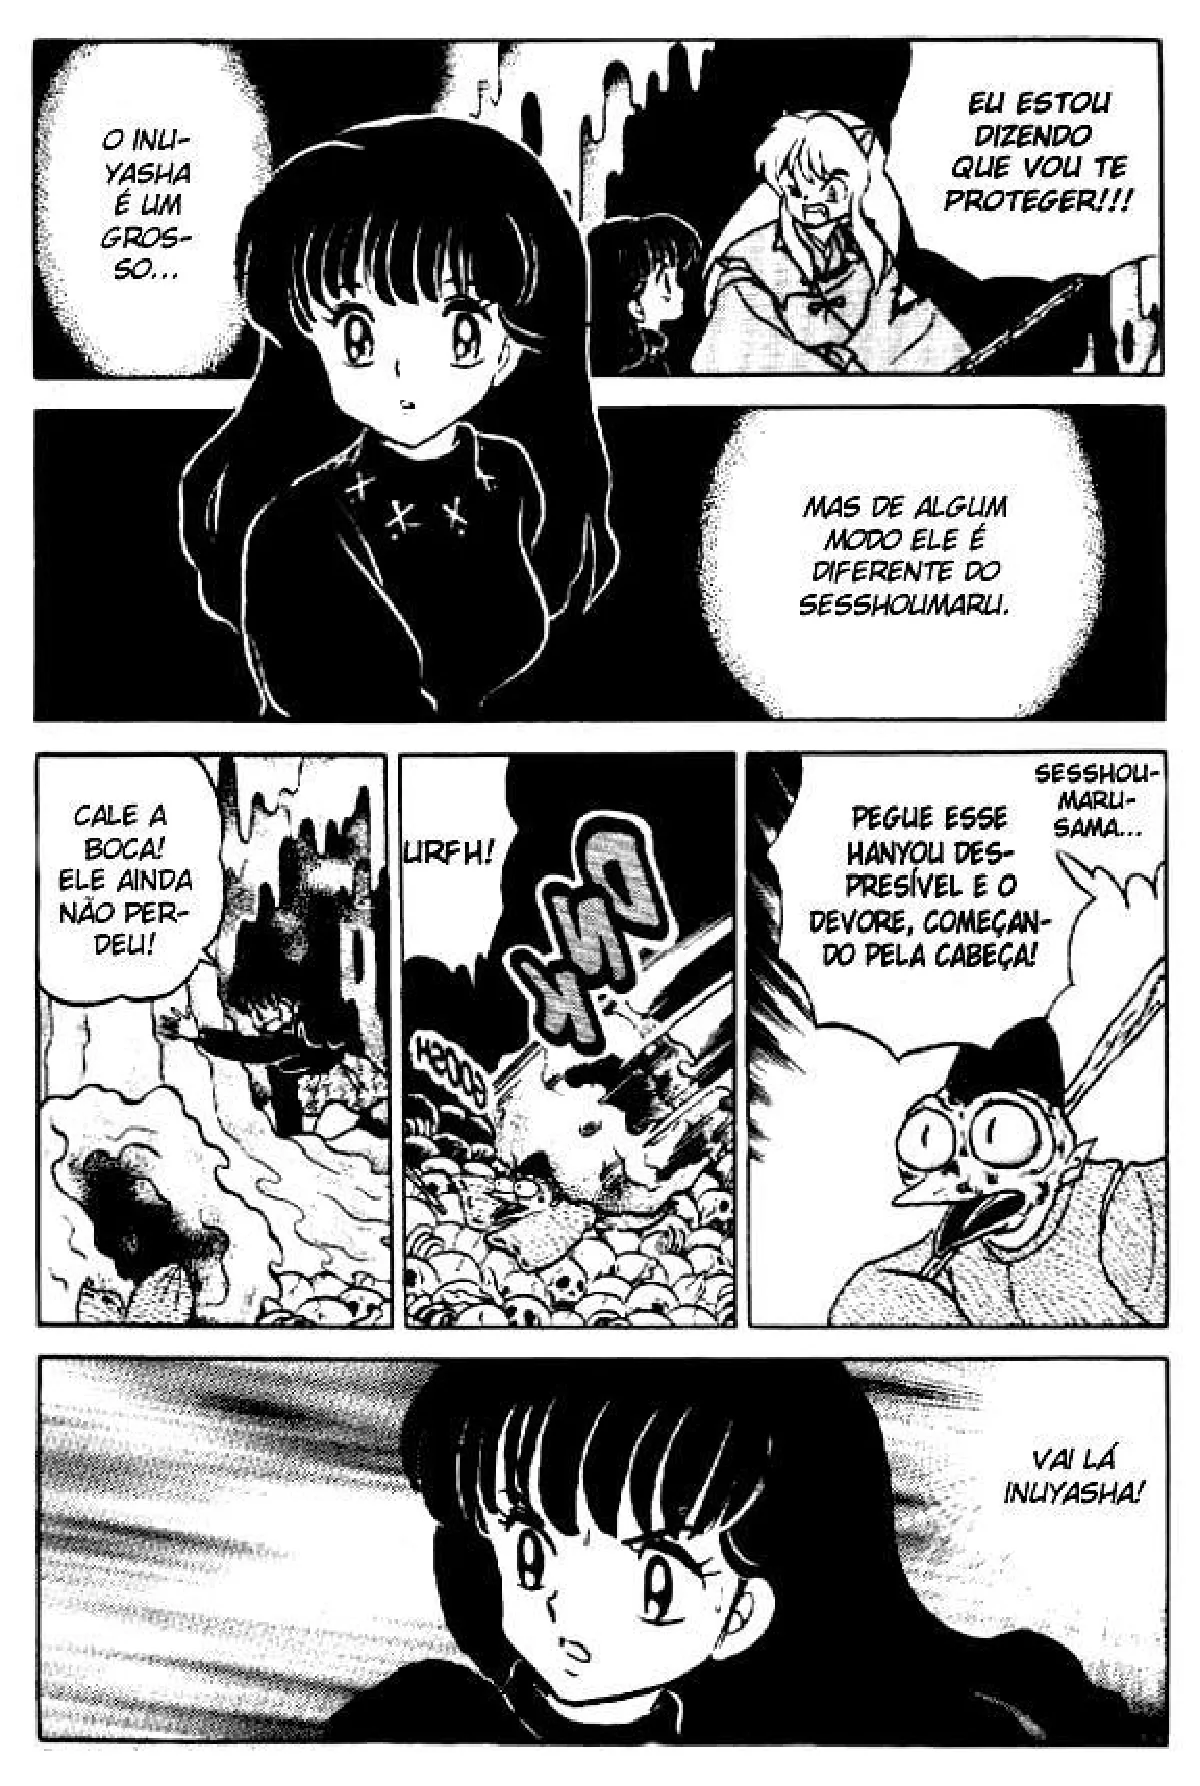 EU ESTOU
DIZENDO
QUE VOU TE
PROTEGER!!!
O INU-
YASHA
É UM
GROS-
SO...
MAS DE ALGUM
MODO ELE É
DIFERENTE DO
SESSHOUMARU.
SESSHOU-
MARU-
SAMA...
PEGUE ESSE
HANYOU DES-
PRESÍVEL E O
DEVORE, COMEÇAN-
DO PELA CABEÇA!
URFH!
BOOSH
CALE A
BOCA!
ELE AINDA
NÃO PER-
DEU!
VAI LÁ
INUYASHA!